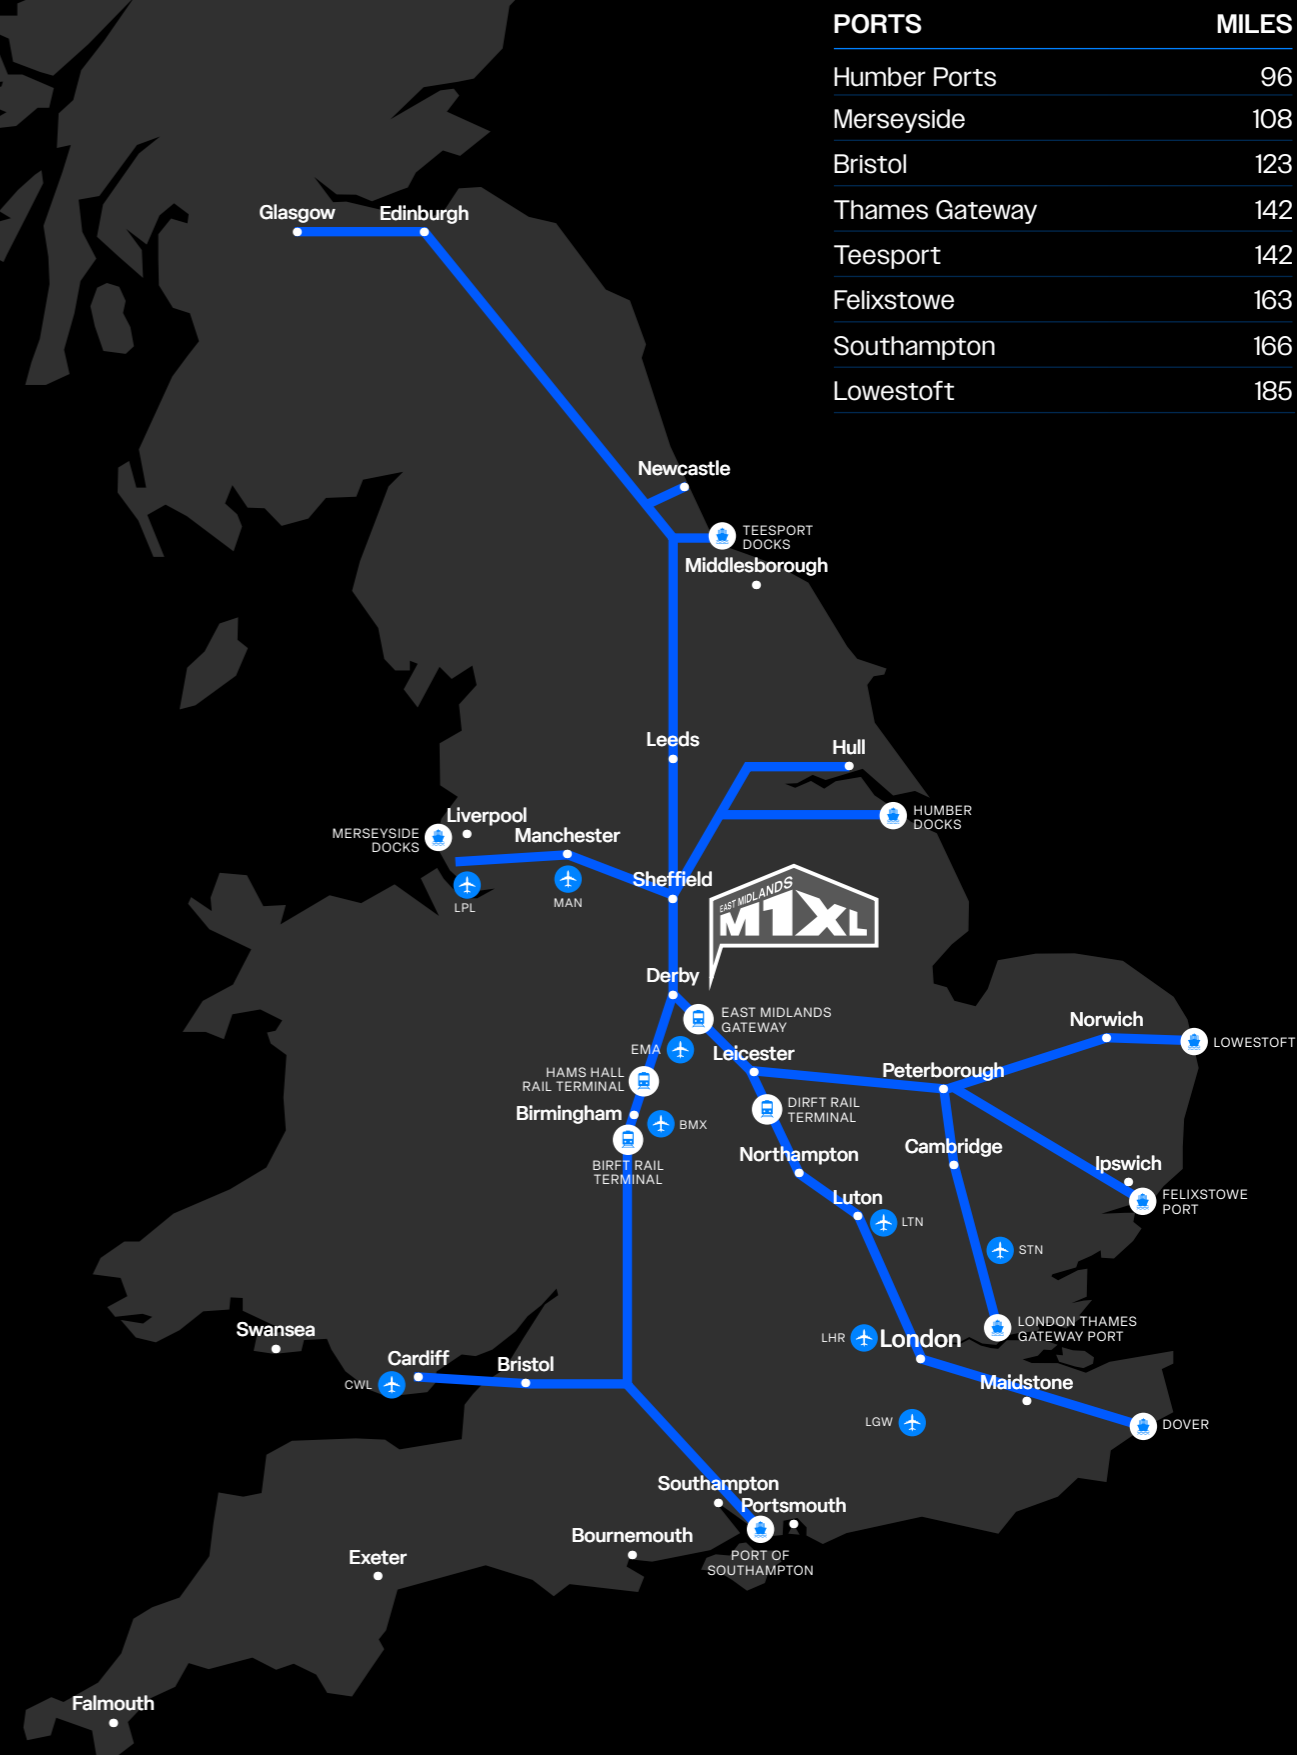 PORTS MILES
Humber Ports 96
Merseyside 108
Bristol 123
Thames Gateway 142
Teesport 142
Felixstowe 163
Southampton 166
Lowestoft 185
Glasgow
Edinburgh
Newcastle
TEESPORT
DOCKS
Middlesborough
Leeds
Hull
HUMBER
DOCKS
Liverpool
MERSEYSIDE
DOCKS
Manchester
LPL
MAN
Sheffield
EAST MIDLANDS
M1XL
Derby
EAST MIDLANDS
GATEWAY
EMA
Leicester
HAMS HALL
RAIL TERMINAL
Birmingham
BMX
BIRFT RAIL
TERMINAL
DIRFT RAIL
TERMINAL
Northampton
Luton
LTN
Peterborough
Norwich
LOWESTOFT
Cambridge
Ipswich
FELIXSTOWE
PORT
STN
LONDON THAMES
GATEWAY PORT
LHR
London
Maidstone
DOVER
LGW
Swansea
Cardiff
CWL
Bristol
Southampton
Portsmouth
PORT OF
SOUTHAMPTON
Bournemouth
Exeter
Falmouth